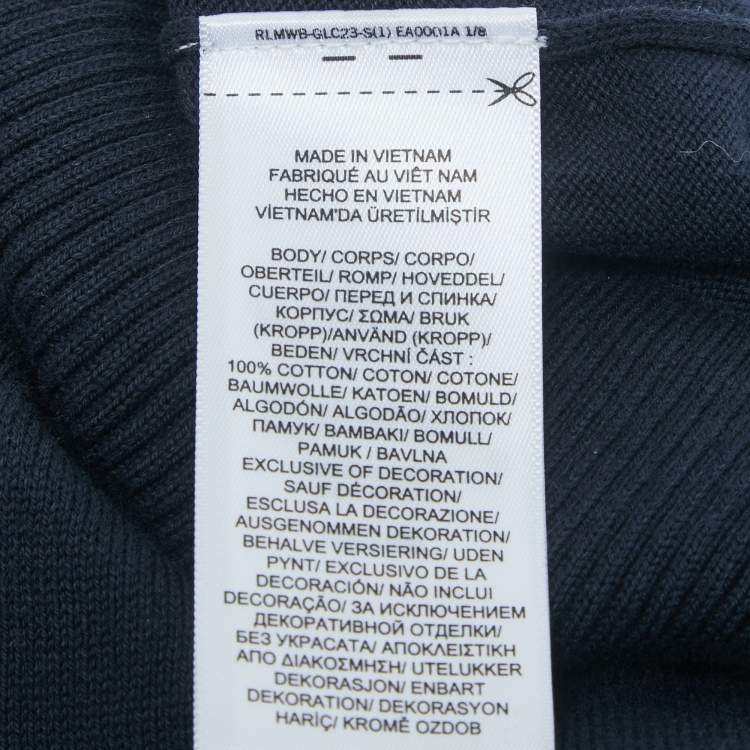 RLMWB-GLC23-S(1) EA0001A 1/8
MADE IN VIETNAM
FABRIQUÉ AU VIÊT NAM
HECHO EN VIETNAM
VİETNAM'DA ÜRETİLMİŞTİR
BODY/ CORPS/ CORPO/
OBERTEIL/ ROMP/ HOVEDDEL/
CUERPO/ ПЕРЕД И СПИНКА/
КОРПУС/ ΣΩΜΑ/ BRUK
(KROPP)/ANVÄND (KROPP)/
BEDEN/ VRCHNÍ ČÁST :
100% COTTON/ COTON/ COTONE/
BAUMWOLLE/ KATOEN/ BOMULD/
ALGODÓN/ ALGODÃO/ ХЛОПОК/
ПАМУК/ ΒΑΜΒΑΚΙ/ BOMULL/
PAMUK / BAVLNA
EXCLUSIVE OF DECORATION/
SAUF DÉCORATION/
ESCLUSA LA DECORAZIONE/
AUSGENOMMEN DEKORATION/
BEHALVE VERSIERING/ UDEN
PYNT/ EXCLUSIVO DE LA
DECORACIÓN/ NÃO INCLUI
DECORAÇÃO/ ЗА ИСКЛЮЧЕНИЕМ
ДЕКОРАТИВНОЙ ОТДЕЛКИ/
БЕЗ УКРАСАТА/ ΑΠΟΚΛΕΙΣΤΙΚΗ
ΑΠΟ ΔΙΑΚΟΣΜΗΣΗ/ UTELUKKER
DEKORASJON/ ENBART
DEKORATION/ DEKORASYON
HARİÇ/ KROMĚ OZDOB